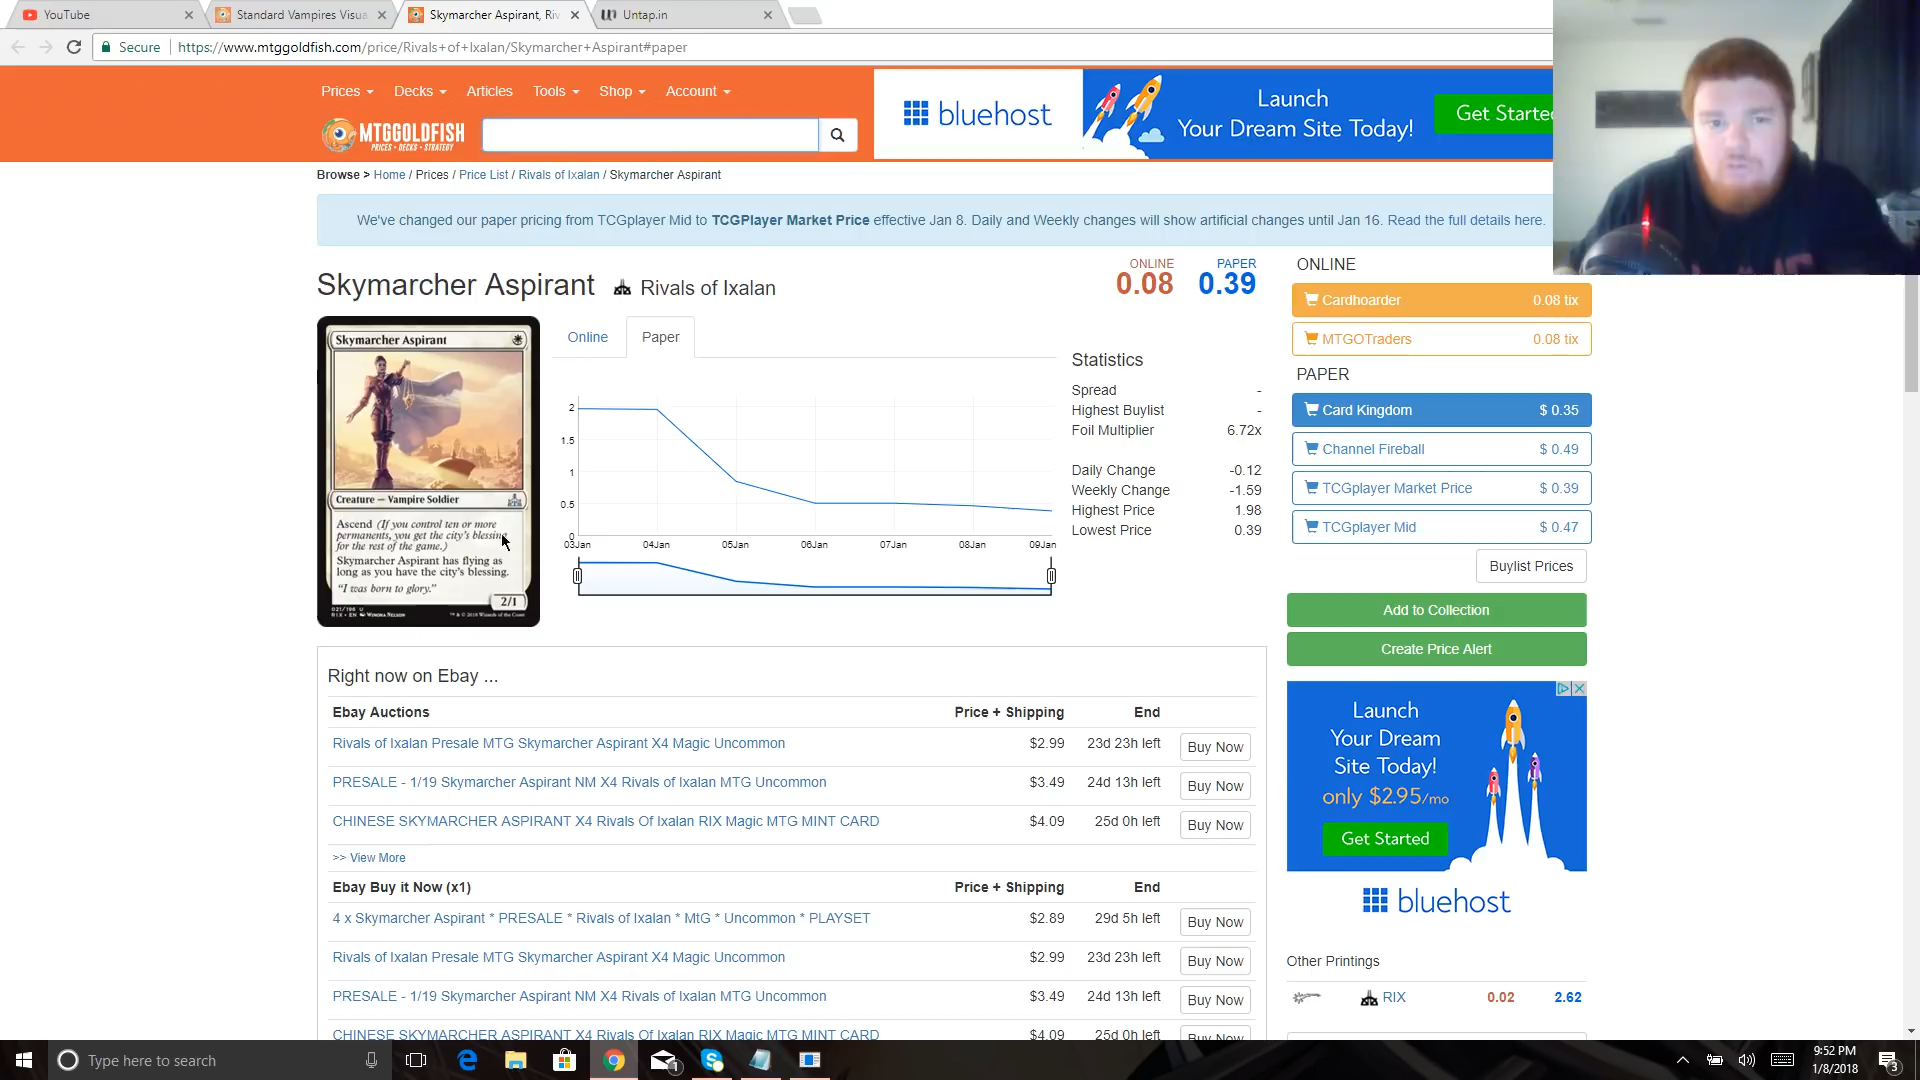 YouTube
Standard Vampires Visua
Skymarcher Aspirant, Riv
Untap.in
Secure
https://www.mtggoldfish.com/price/Rivals+of+Ixalan/Skymarcher+Aspirant#paper
Prices
Decks
Articles
Tools
Shop
Account
MTGGOLDFISH
PRICES • DECKS • STRATEGY
bluehost
Launch
Your Dream Site Today!
Get Starte
Browse > Home / Prices / Price List / Rivals of Ixalan / Skymarcher Aspirant
We've changed our paper pricing from TCGplayer Mid to TCGPlayer Market Price effective Jan 8. Daily and Weekly changes will show artificial changes until Jan 16. Read the full details here.
Skymarcher Aspirant Rivals of Ixalan
ONLINE
0.08
PAPER
0.39
Skymarcher Aspirant
Creature — Vampire Soldier
Ascend (If you control ten or more
permanents, you get the city's blessing
for the rest of the game.)
Skymarcher Aspirant has flying as
long as you have the city's blessing.
"I was born to glory."
2/1
Online
Paper
2
1.5
1
0.5
0
03Jan 04Jan 05Jan 06Jan 07Jan 08Jan 09Jan
Statistics
Spread -
Highest Buylist -
Foil Multiplier 6.72x
Daily Change -0.12
Weekly Change -1.59
Highest Price 1.98
Lowest Price 0.39
ONLINE
Cardhoarder 0.08 tix
MTGOTraders 0.08 tix
PAPER
Card Kingdom $ 0.35
Channel Fireball $ 0.49
TCGplayer Market Price $ 0.39
TCGplayer Mid $ 0.47
Buylist Prices
Add to Collection
Create Price Alert
Right now on Ebay ...
Ebay Auctions Price + Shipping End
Rivals of Ixalan Presale MTG Skymarcher Aspirant X4 Magic Uncommon $2.99 23d 23h left Buy Now
PRESALE - 1/19 Skymarcher Aspirant NM X4 Rivals of Ixalan MTG Uncommon $3.49 24d 13h left Buy Now
CHINESE SKYMARCHER ASPIRANT X4 Rivals Of Ixalan RIX Magic MTG MINT CARD $4.09 25d 0h left Buy Now
>> View More
Ebay Buy it Now (x1) Price + Shipping End
4 x Skymarcher Aspirant * PRESALE * Rivals of Ixalan * MtG * Uncommon * PLAYSET $2.89 29d 5h left Buy Now
Rivals of Ixalan Presale MTG Skymarcher Aspirant X4 Magic Uncommon $2.99 23d 23h left Buy Now
PRESALE - 1/19 Skymarcher Aspirant NM X4 Rivals of Ixalan MTG Uncommon $3.49 24d 13h left Buy Now
CHINESE SKYMARCHER ASPIRANT X4 Rivals Of Ixalan RIX Magic MTG MINT CARD $4.09 25d 0h left Buy Now
Launch
Your Dream
Site Today!
only $2.95/mo
Get Started
bluehost
Other Printings
RIX 0.02 2.62
Type here to search
1
9:52 PM
1/8/2018
3